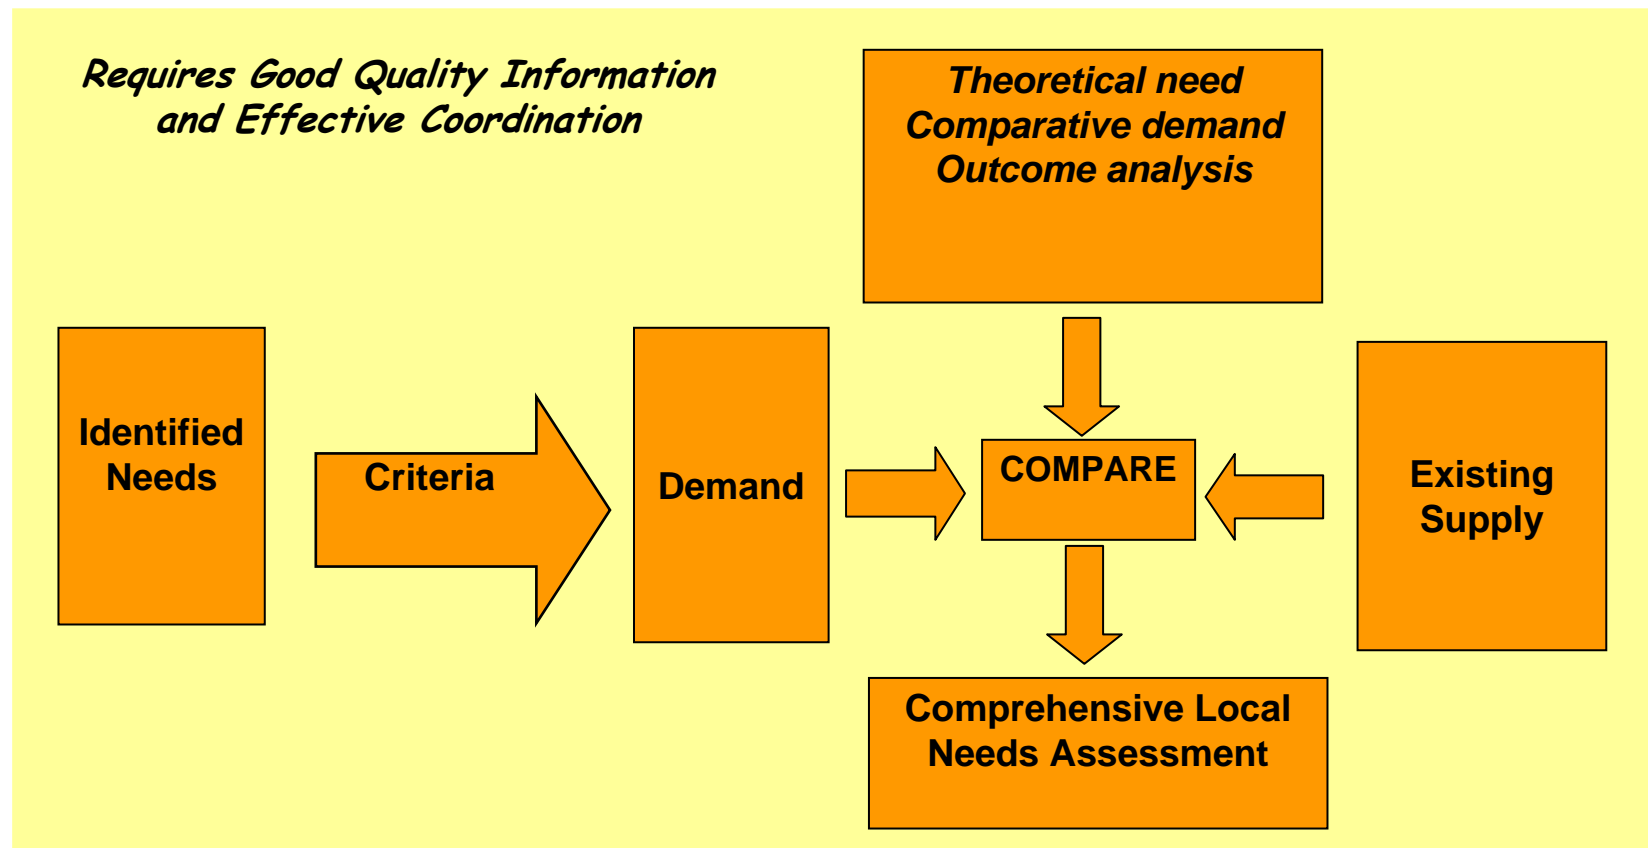 Requires Good Quality Information
and Effective Coordination
Theoretical need
Comparative demand
Outcome analysis
Identified
Needs
Criteria
Demand
COMPARE
Existing
Supply
Comprehensive Local
Needs Assessment